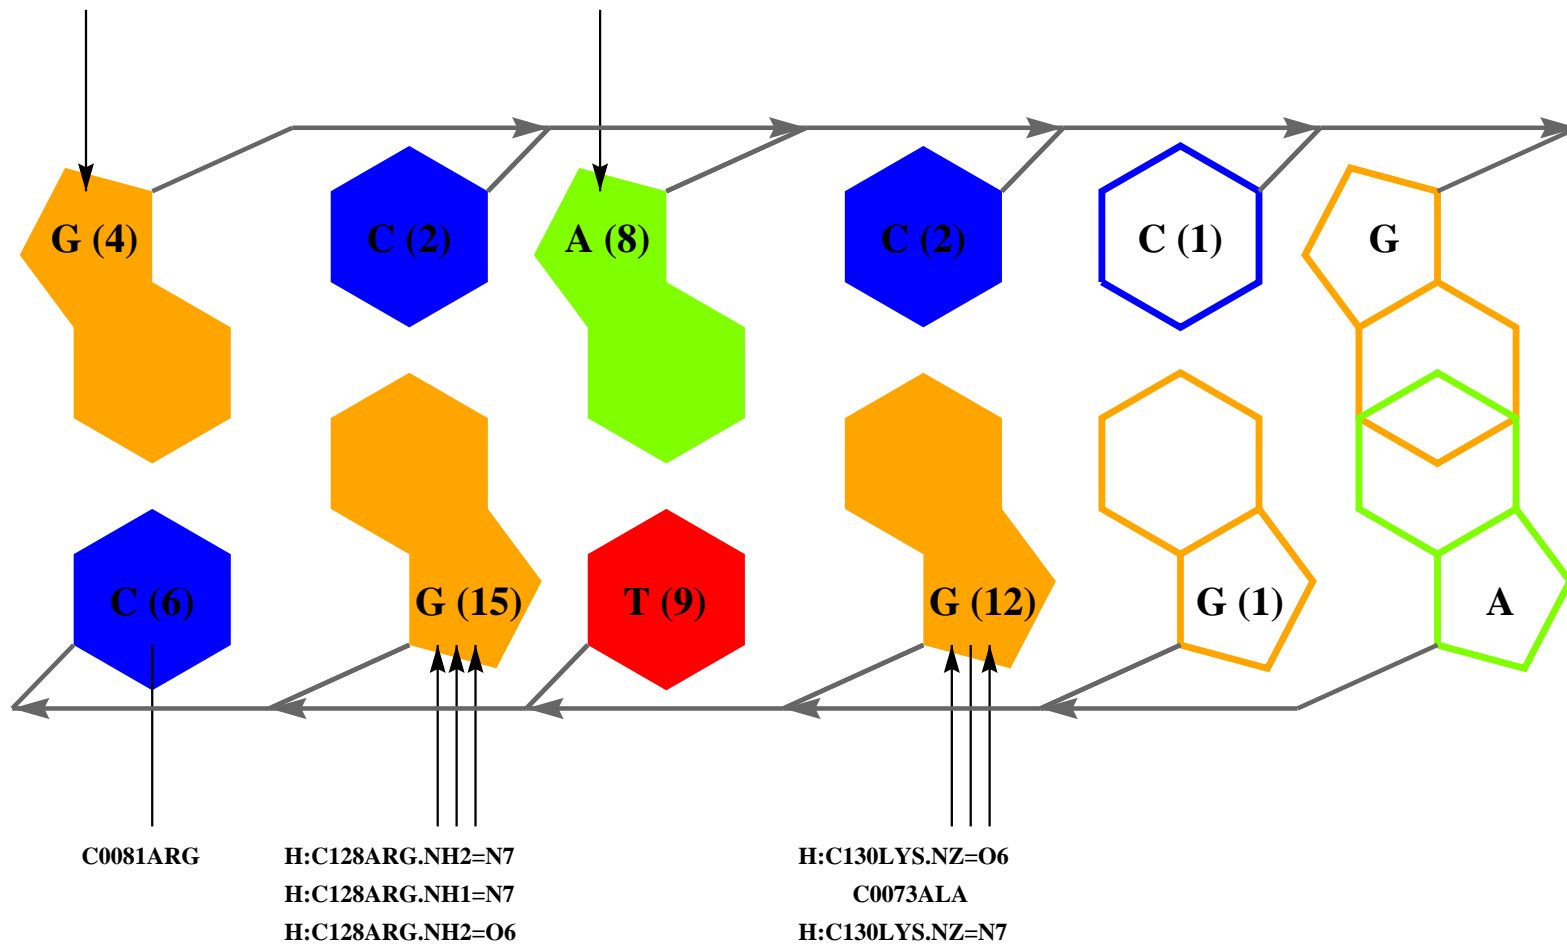 G (4) C (2) A (8) C (2) C (1) G
C (6) G (15) T (9) G (12) G (1) A
C0081ARG H:C128ARG.NH2=N7 H:C130LYS.NZ=O6
H:C128ARG.NH1=N7 C0073ALA
H:C128ARG.NH2=O6 H:C130LYS.NZ=N7